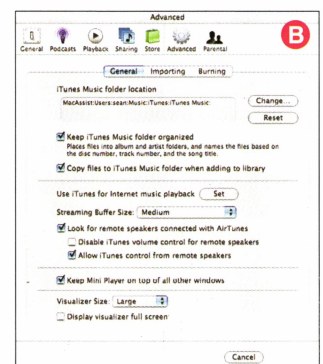 Advanced
B
General Podcasts Playback Sharing Store Advanced Parental
General Importing Burning
iTunes Music folder location
MacAssist:Users:sean:Music:iTunes:iTunes Music:
Change...
Reset
Keep iTunes Music folder organized
Places files into album and artist folders, and names the files based on
the disc number, track number, and the song title.
Copy files to iTunes Music folder when adding to library
Use iTunes for Internet music playback Set
Streaming Buffer Size: Medium
Look for remote speakers connected with AirTunes
Disable iTunes volume control for remote speakers
Allow iTunes control from remote speakers
Keep Mini Player on top of all other windows
Visualizer Size: Large
Display visualizer full screen
Cancel